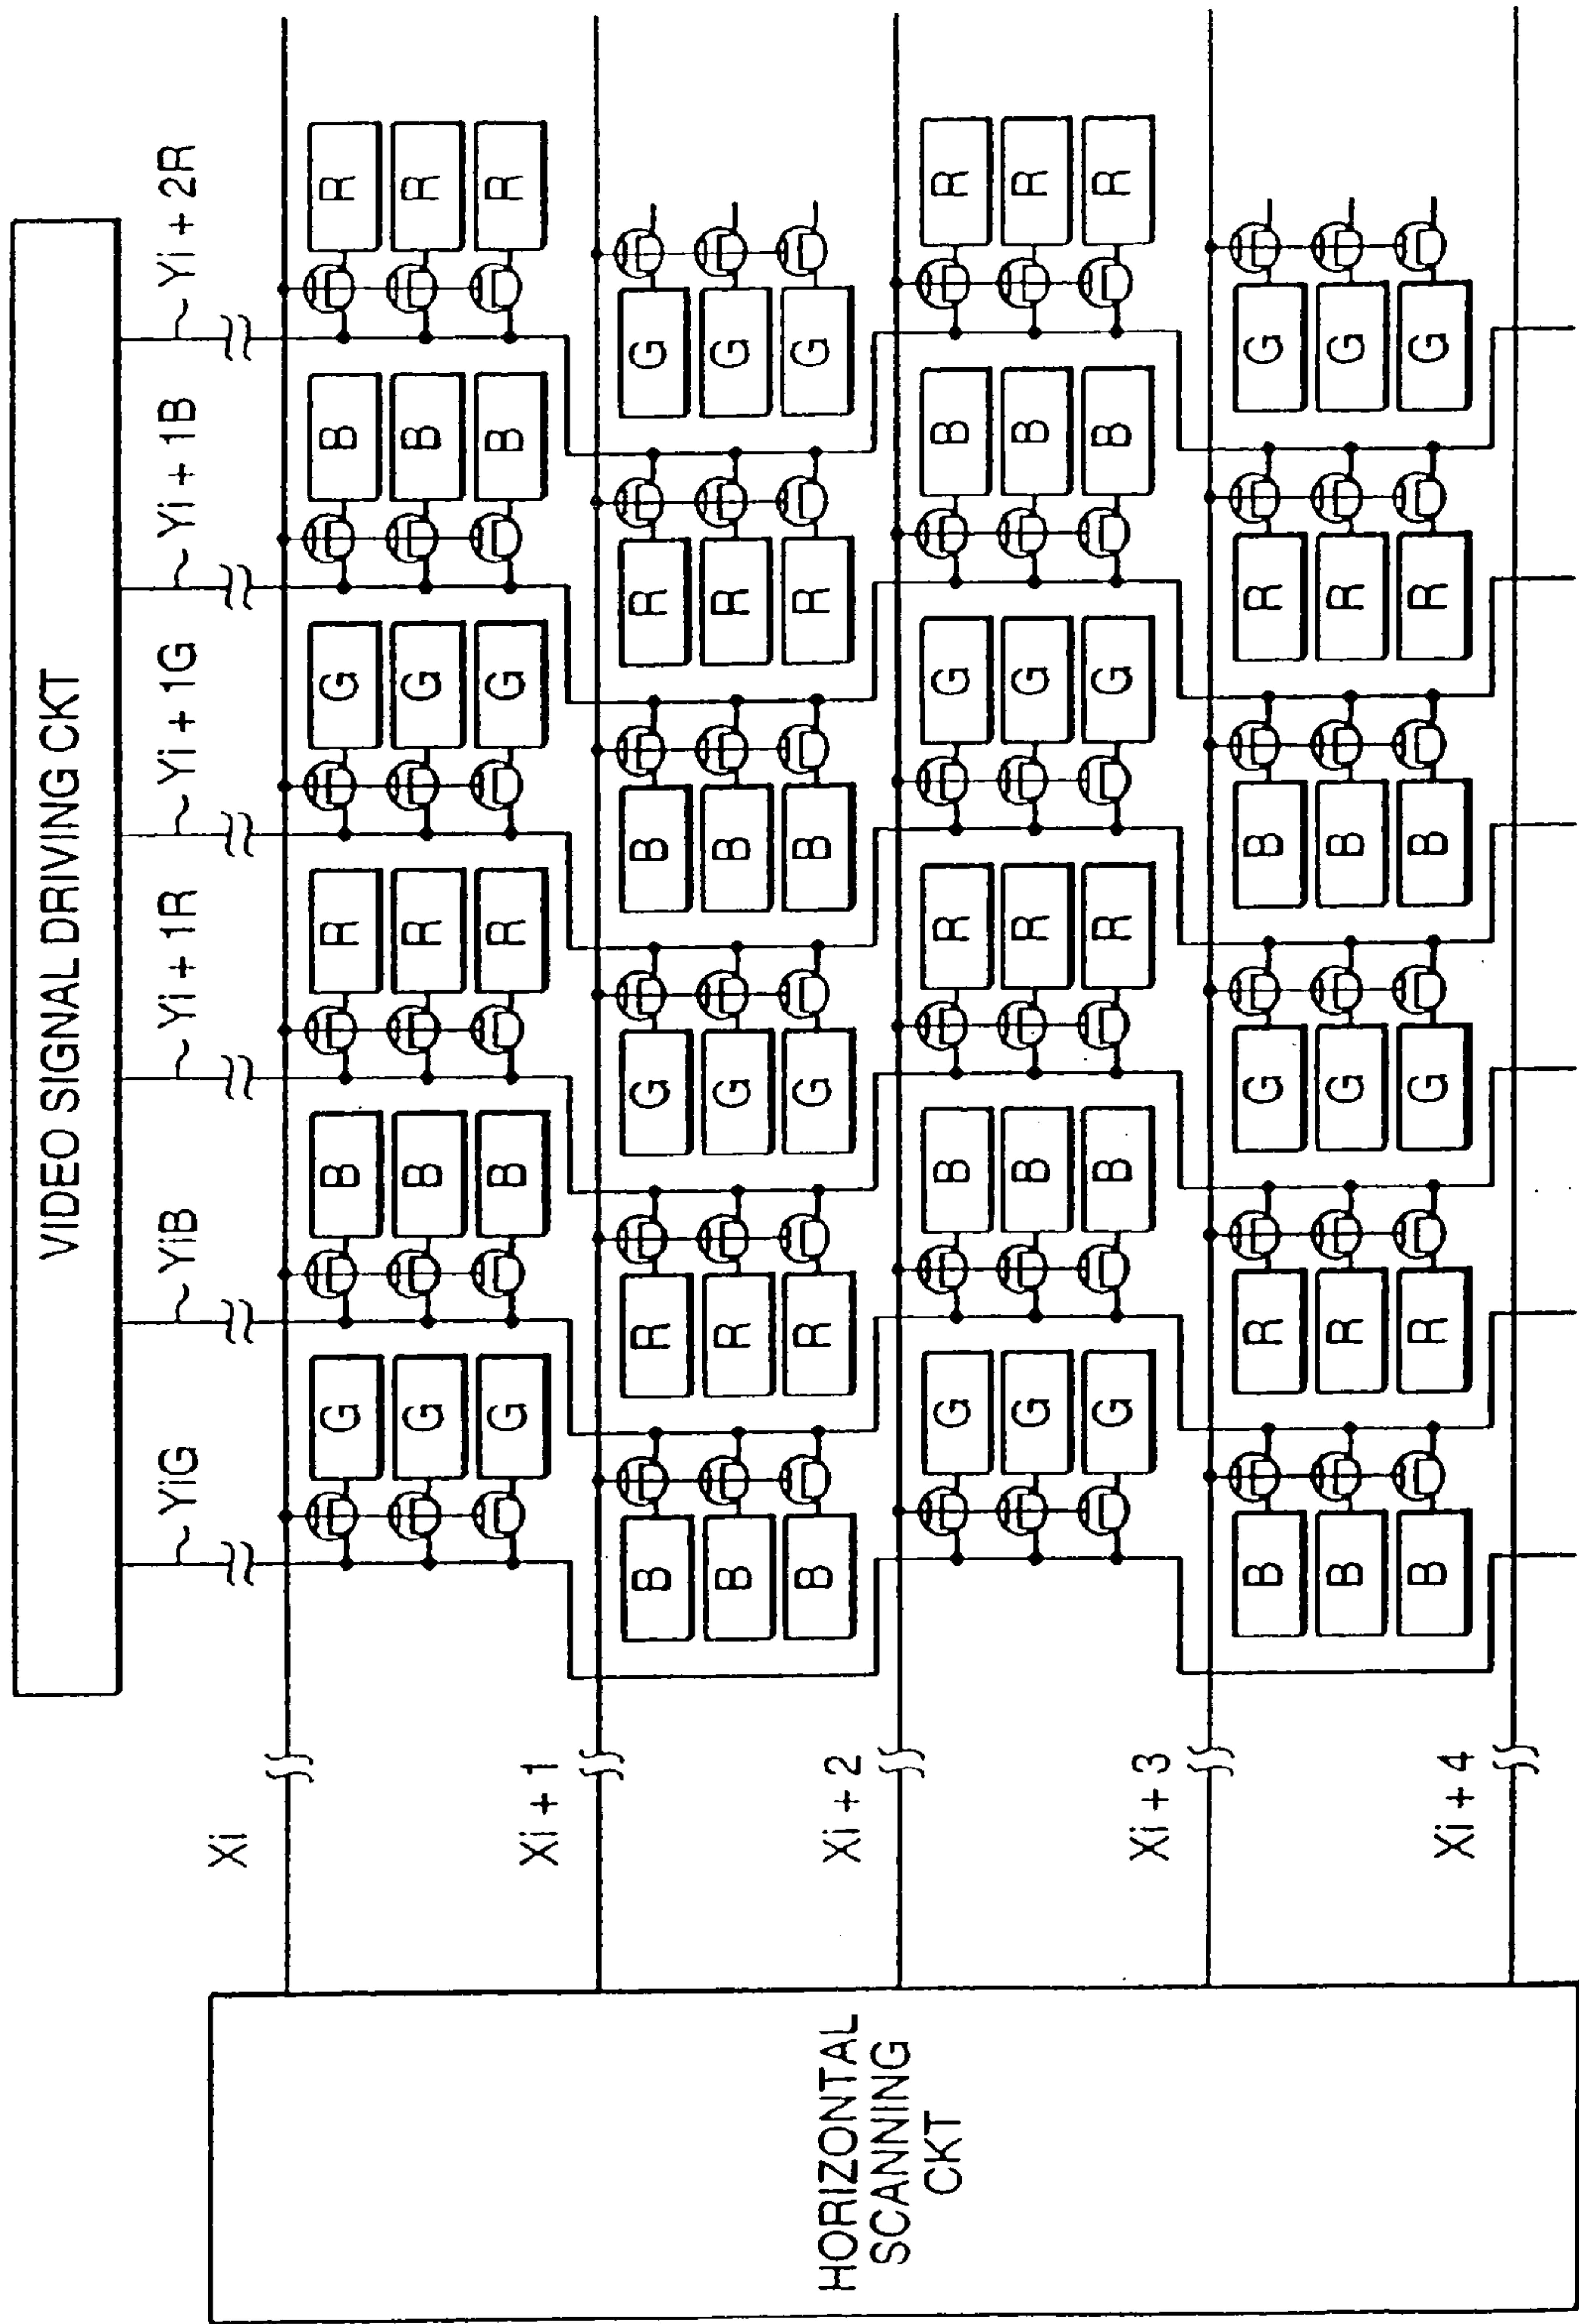 VIDEO SIGNAL DRIVING CKT
YiG YiB Yi + 1R Yi + 1G Yi + 1B Yi + 2R
Xi
G B R G B R
G B R G B R
G B R G B R
Xi + 1
B R G B R G
B R G B R G
B R G B R G
Xi + 2
G B R G B R
G B R G B R
G B R G B R
Xi + 3
B R G B R G
B R G B R G
B R G B R G
Xi + 4
HORIZONTAL
SCANNING
CKT